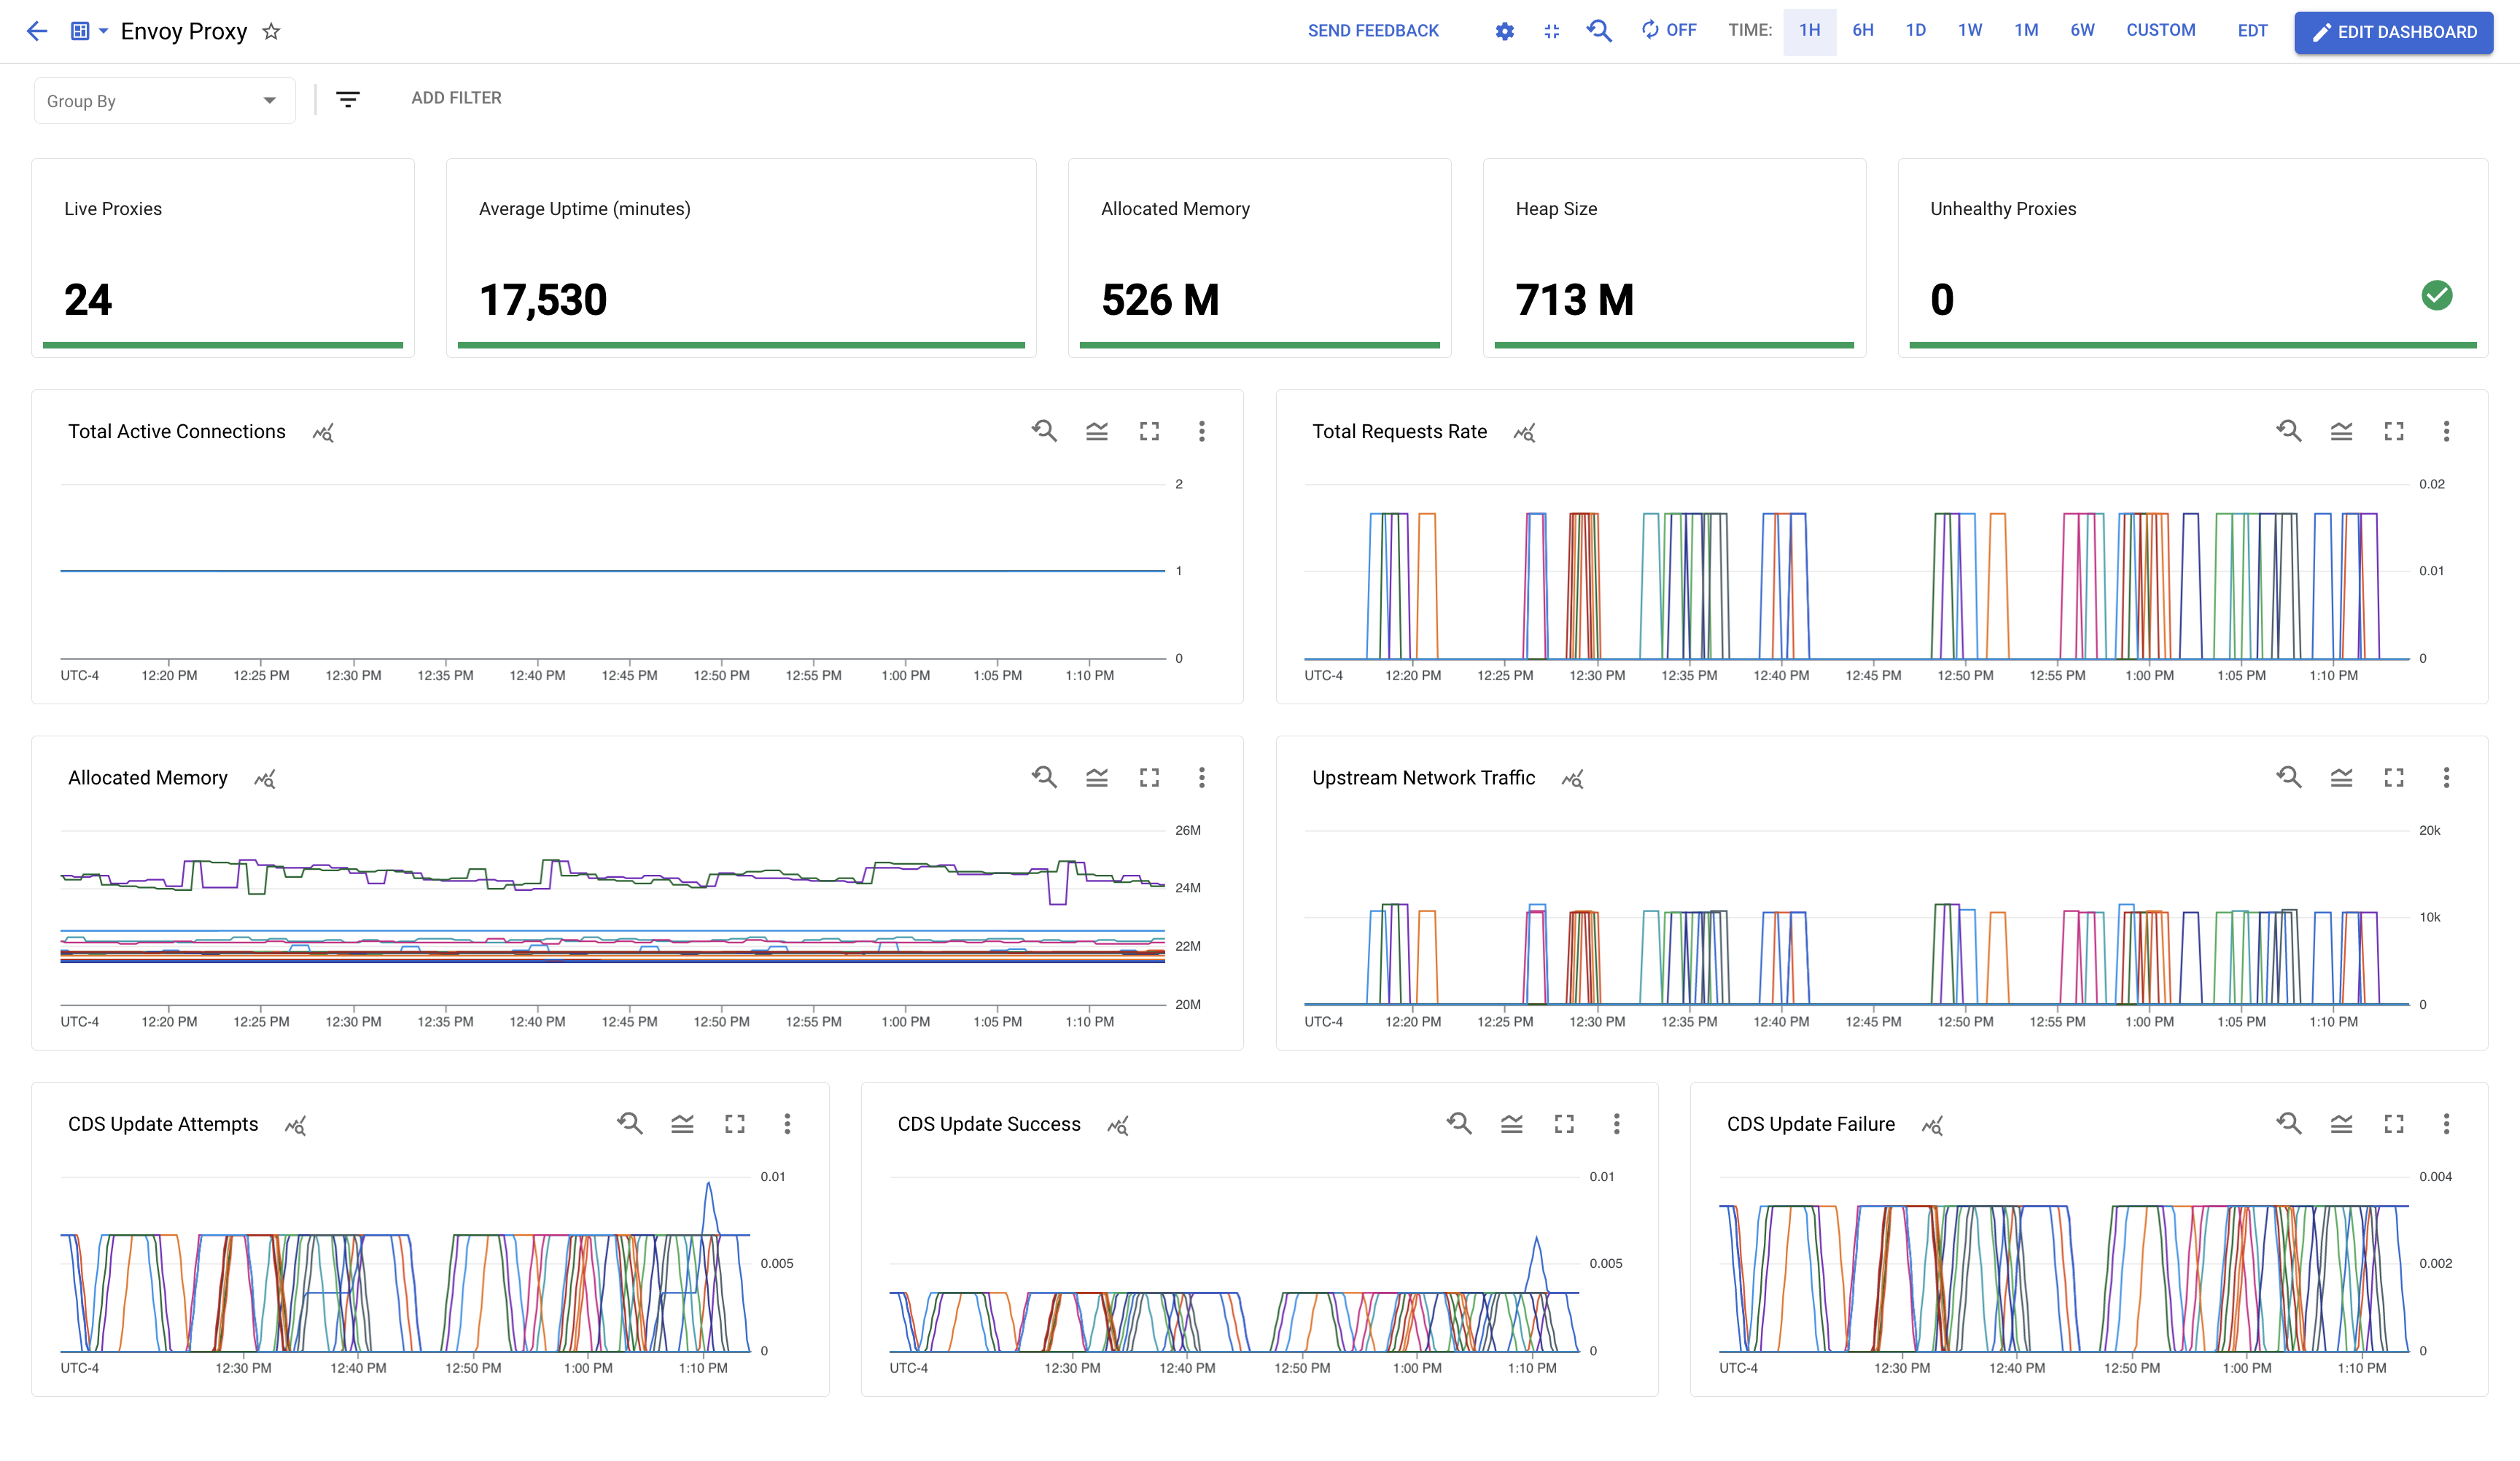 Envoy Proxy
SEND FEEDBACK
OFF
TIME:
1H
6H
1D
1W
1M
6W
CUSTOM
EDT
EDIT DASHBOARD
Group By
ADD FILTER
Live Proxies
24
Average Uptime (minutes)
17,530
Allocated Memory
526 M
Heap Size
713 M
Unhealthy Proxies
0
Total Active Connections
2
1
0
UTC-4 12:20 PM 12:25 PM 12:30 PM 12:35 PM 12:40 PM 12:45 PM 12:50 PM 12:55 PM 1:00 PM 1:05 PM 1:10 PM
Total Requests Rate
0.02
0.01
0
UTC-4 12:20 PM 12:25 PM 12:30 PM 12:35 PM 12:40 PM 12:45 PM 12:50 PM 12:55 PM 1:00 PM 1:05 PM 1:10 PM
Allocated Memory
26M
24M
22M
20M
UTC-4 12:20 PM 12:25 PM 12:30 PM 12:35 PM 12:40 PM 12:45 PM 12:50 PM 12:55 PM 1:00 PM 1:05 PM 1:10 PM
Upstream Network Traffic
20k
10k
0
UTC-4 12:20 PM 12:25 PM 12:30 PM 12:35 PM 12:40 PM 12:45 PM 12:50 PM 12:55 PM 1:00 PM 1:05 PM 1:10 PM
CDS Update Attempts
0.01
0.005
0
UTC-4 12:30 PM 12:40 PM 12:50 PM 1:00 PM 1:10 PM
CDS Update Success
0.01
0.005
0
UTC-4 12:30 PM 12:40 PM 12:50 PM 1:00 PM 1:10 PM
CDS Update Failure
0.004
0.002
0
UTC-4 12:30 PM 12:40 PM 12:50 PM 1:00 PM 1:10 PM